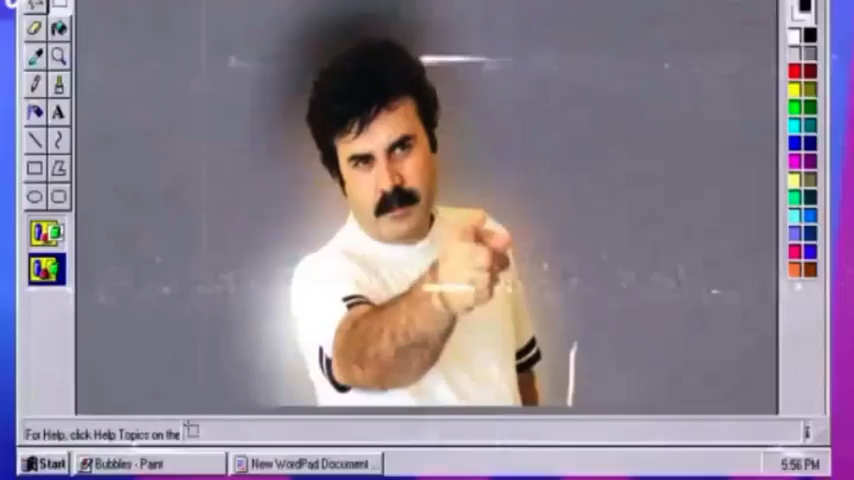 A
For Help, click Help Topics on the
Start
Bubbles - Paint
New WordPad Document ...
5:56 PM